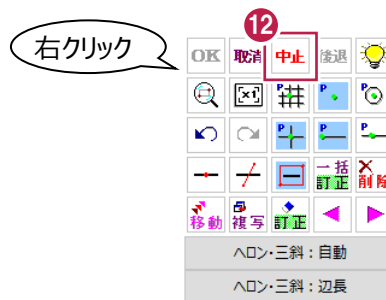 12
右クリック
OK 取消 中止 後退
[×1] P P P
P P P
一括訂正 削除
移動 複写 訂正
ヘロン・三斜：自動
ヘロン・三斜：辺長